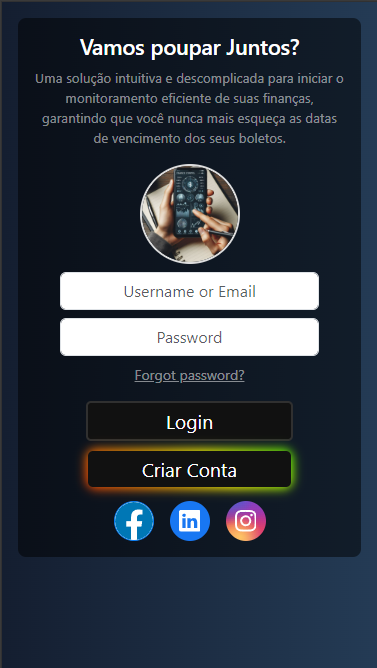 Vamos poupar Juntos?
Uma solução intuitiva e descomplicada para iniciar o
monitoramento eficiente de suas finanças,
garantindo que você nunca mais esqueça as datas
de vencimento dos seus boletos.
Username or Email
Password
Forgot password?
Login
Criar Conta